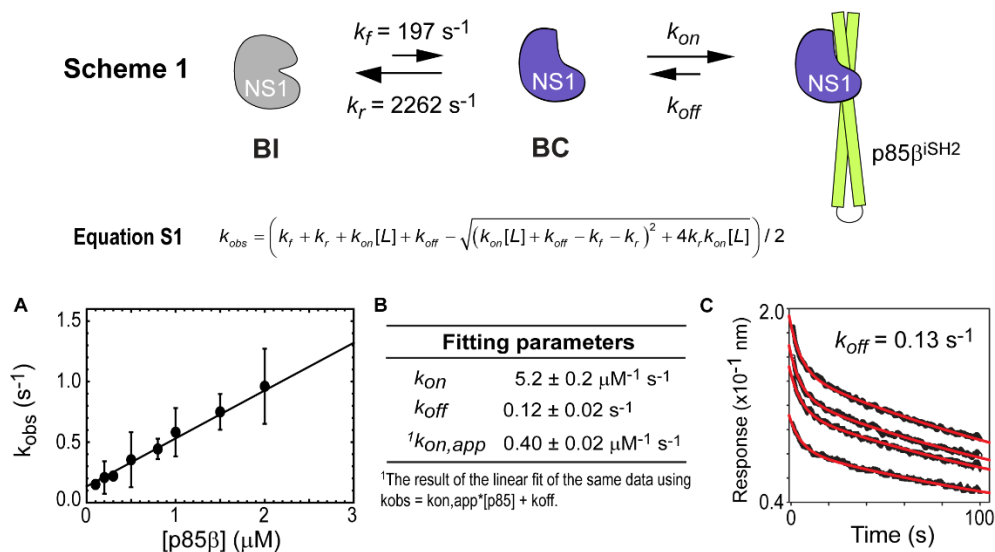 Scheme 1
NS1
k_f = 197 s⁻¹
k_r = 2262 s⁻¹
NS1
k_on
k_off
NS1
BI
BC
p85β^iSH2
Equation S1 k_obs = (k_f + k_r + k_on[L] + k_off − √((k_on[L] + k_off − k_f − k_r)² + 4k_r k_on[L])) / 2
A
k_obs (s⁻¹)
1.5
1.0
0.5
0.0
0 1 2 3
[p85β] (μM)
B
Fitting parameters
k_on 5.2 ± 0.2 μM⁻¹ s⁻¹
k_off 0.12 ± 0.02 s⁻¹
¹k_on,app 0.40 ± 0.02 μM⁻¹ s⁻¹
¹The result of the linear fit of the same data using
kobs = kon,app*[p85] + koff.
C
Response (x10⁻¹ nm)
2.0
0.4
k_off = 0.13 s⁻¹
0 100
Time (s)